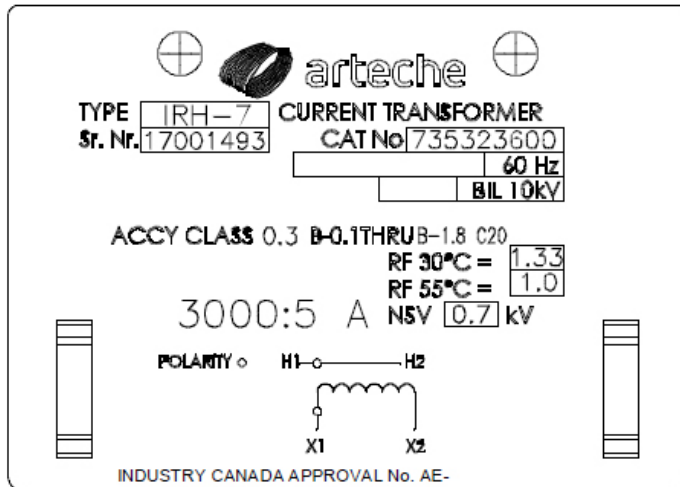 arteche
TYPE IRH-7 CURRENT TRANSFORMER
Sr. Nr. 17001493 CAT No 735323600
60 Hz
BIL 10kV
ACCY CLASS 0.3 B-0.1THRU B-1.8 C20
RF 30°C = 1.33
RF 55°C = 1.0
3000:5 A NSV 0.7 kV
POLARITY H1 H2
X1 X2
INDUSTRY CANADA APPROVAL No. AE-